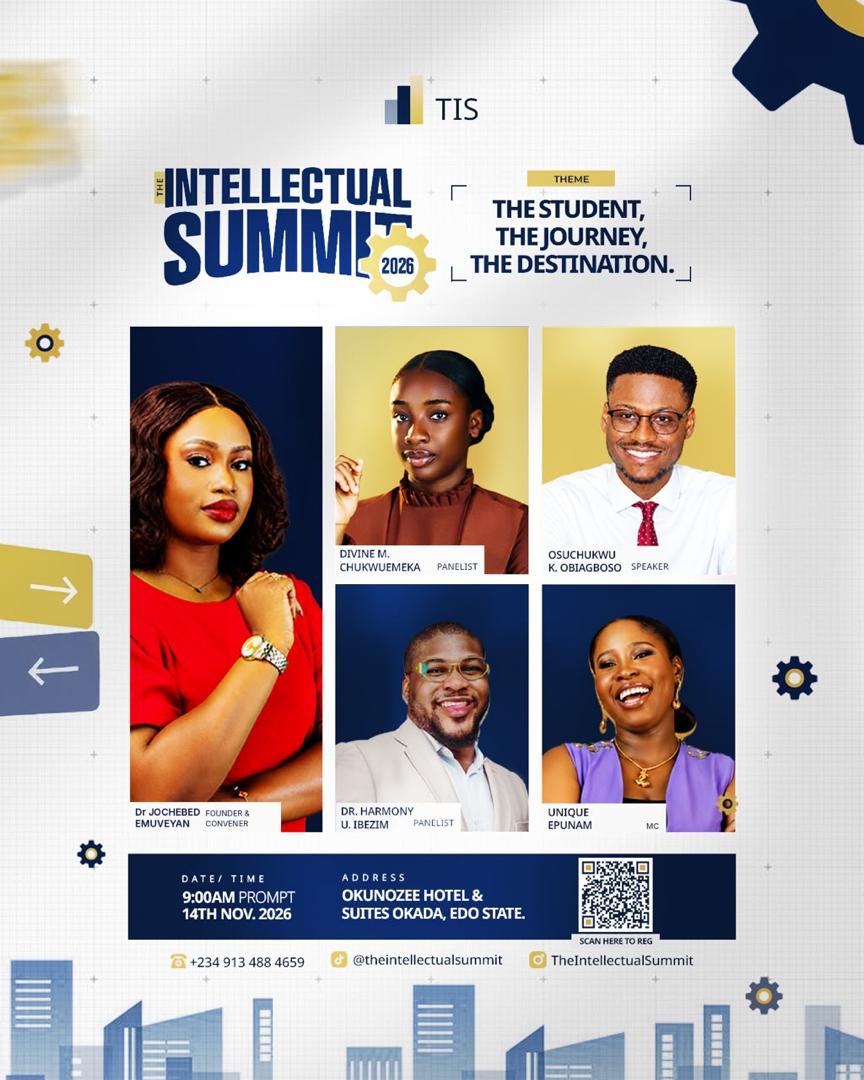 TIS
THE
INTELLECTUAL
SUMMIT
2026
THEME
THE STUDENT,
THE JOURNEY,
THE DESTINATION.
DIVINE M.
CHUKWUEMEKA PANELIST
OSUCHUKWU
K. OBIAGBOSO SPEAKER
Dr JOCHEBED FOUNDER &
EMUVEYAN CONVENER
DR. HARMONY
U. IBEZIM PANELIST
UNIQUE
EPUNAM MC
DATE/ TIME
9:00AM PROMPT
14TH NOV. 2026
ADDRESS
OKUNOZEE HOTEL &
SUITES OKADA, EDO STATE.
SCAN HERE TO REG
+234 913 488 4659
@theintellectualsummit
TheIntellectualSummit